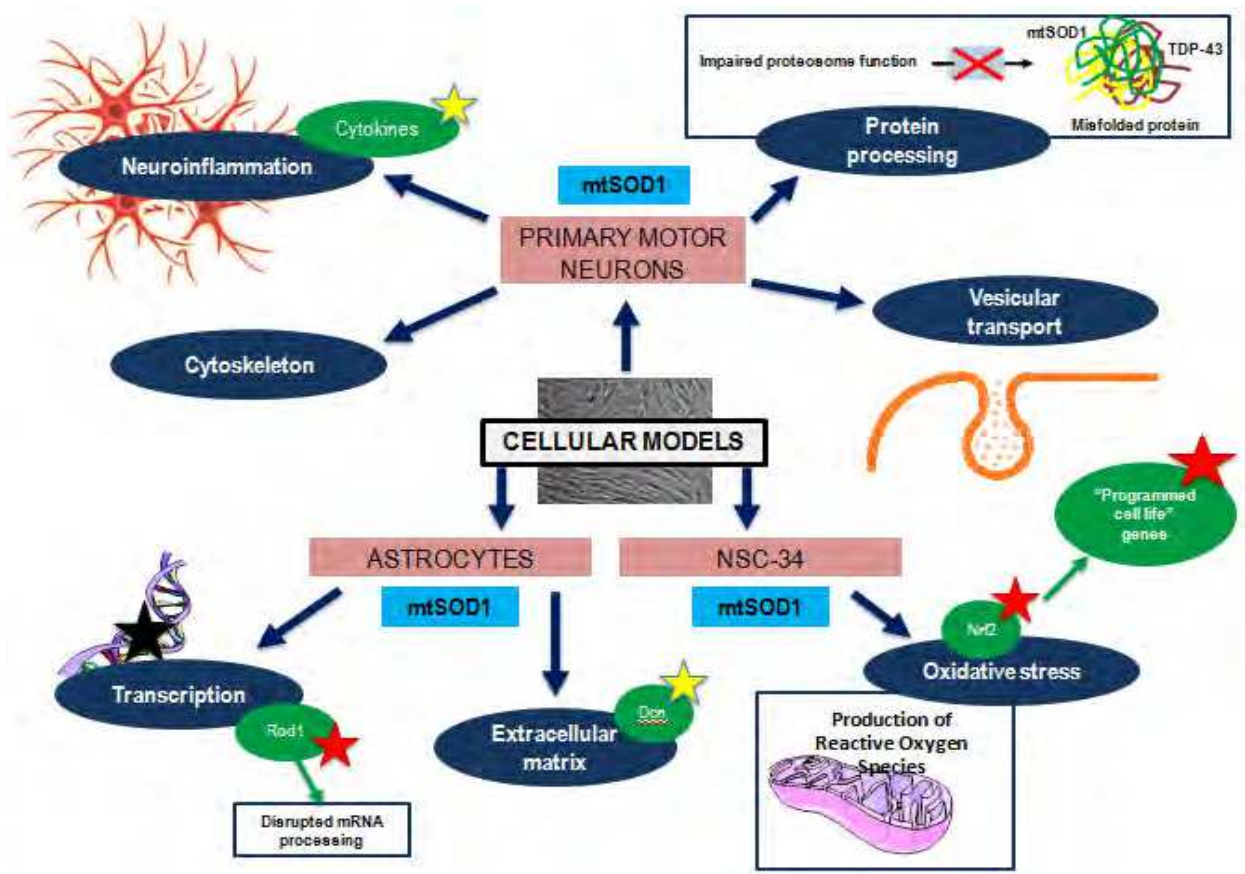 mtSOD1
TDP-43
Impaired proteosome function
Misfolded protein
Cytokines
Neuroinflammation
Protein
processing
mtSOD1
PRIMARY MOTOR
NEURONS
Vesicular
transport
Cytoskeleton
CELLULAR MODELS
"Programmed
cell life"
genes
ASTROCYTES
NSC-34
mtSOD1
mtSOD1
Nrf2
Oxidative stress
Transcription
Rod1
Dcn
Extracellular
matrix
Production of
Reactive Oxygen
Species
Disrupted mRNA
processing